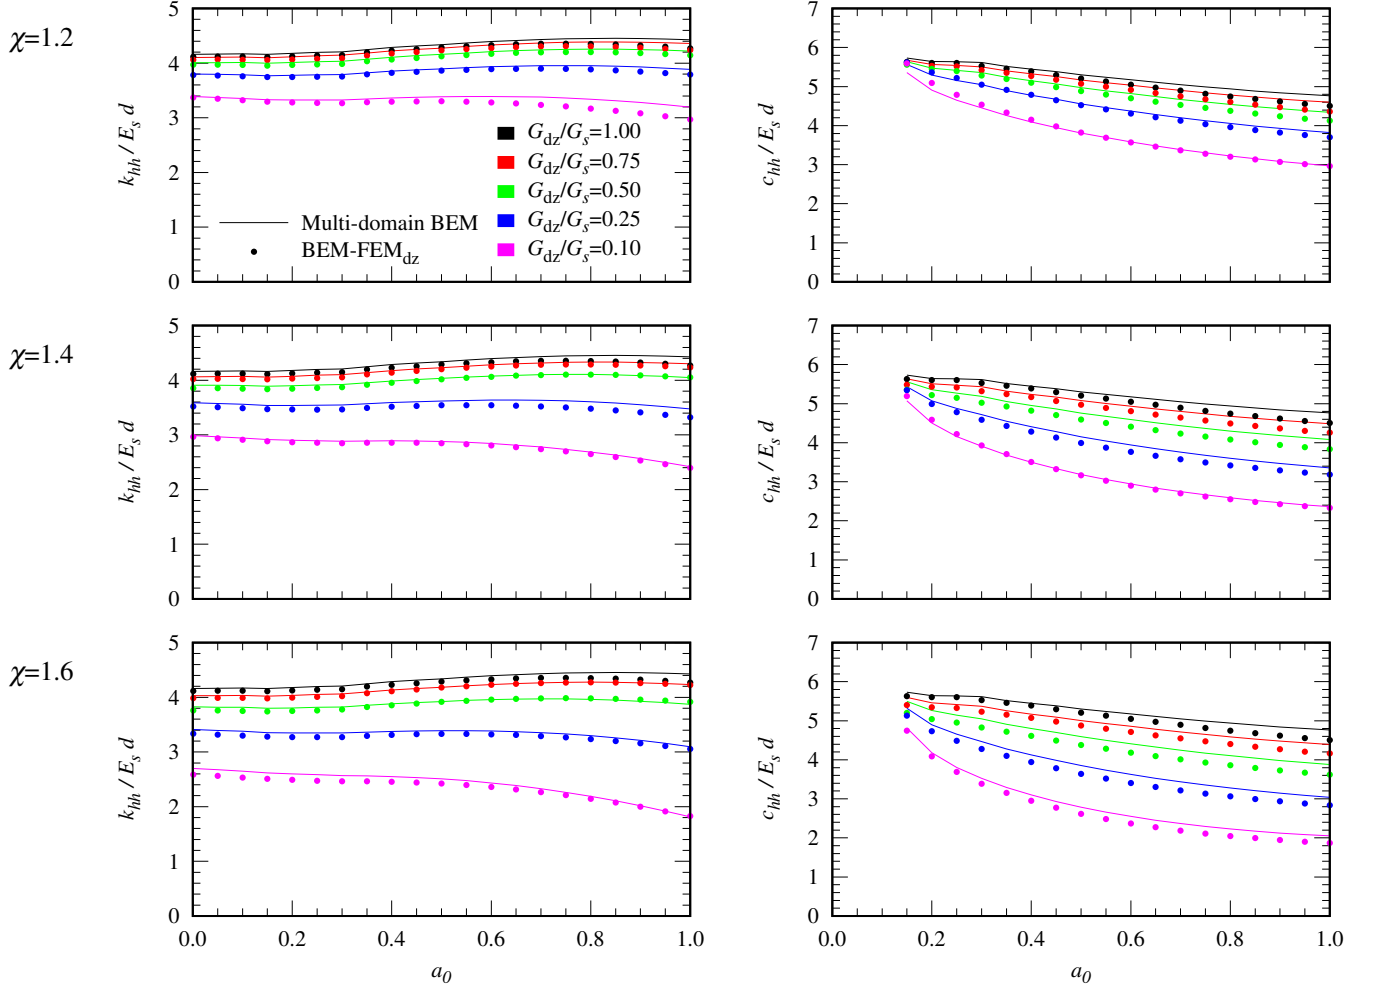 χ=1.2
k_hh / E_s d
5
4
3
2
1
0
G_dz/G_s=1.00
G_dz/G_s=0.75
G_dz/G_s=0.50
G_dz/G_s=0.25
G_dz/G_s=0.10
Multi-domain BEM
BEM-FEM_dz
c_hh / E_s d
7
6
5
4
3
2
1
0
χ=1.4
k_hh / E_s d
5
4
3
2
1
0
c_hh / E_s d
7
6
5
4
3
2
1
0
χ=1.6
k_hh / E_s d
5
4
3
2
1
0
0.0 0.2 0.4 0.6 0.8 1.0
a_0
c_hh / E_s d
7
6
5
4
3
2
1
0
0.0 0.2 0.4 0.6 0.8 1.0
a_0